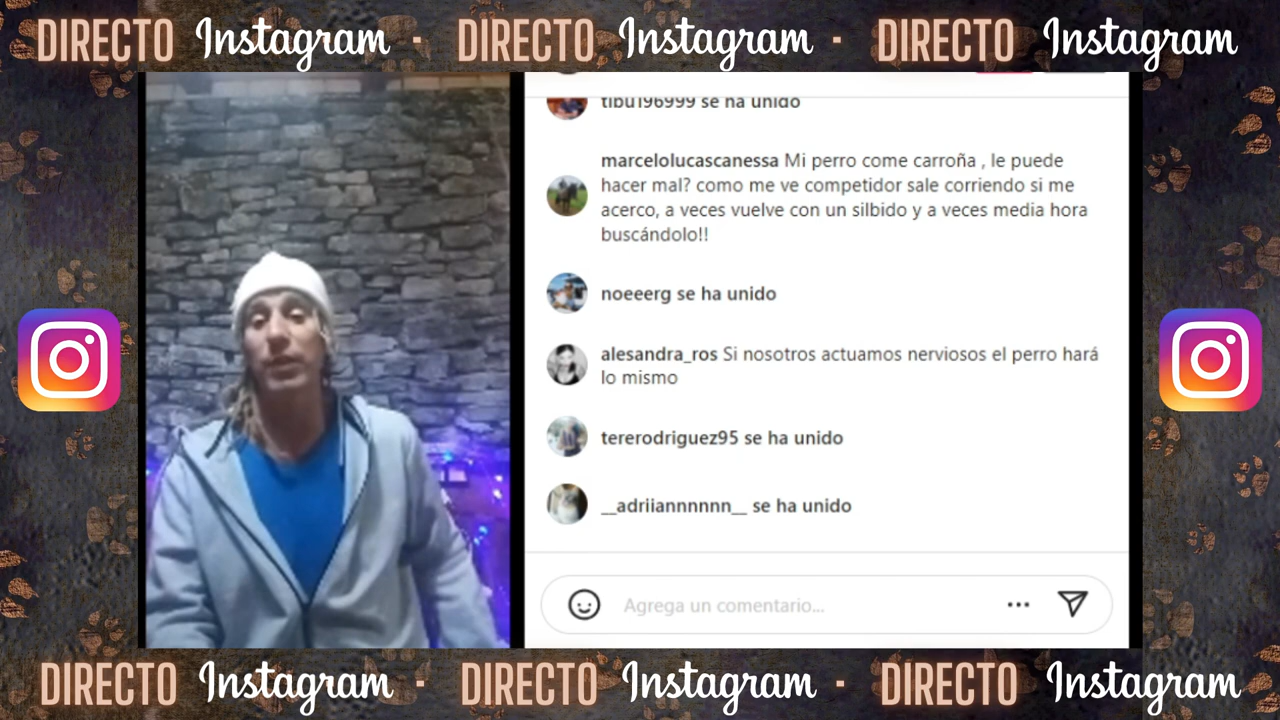 DIRECTO Instagram · DIRECTO Instagram · DIRECTO Instagram
tibu196999 se ha unido
marcelolucascanessa Mi perro come carroña , le puede
hacer mal? como me ve competidor sale corriendo si me
acerco, a veces vuelve con un silbido y a veces media hora
buscándolo!!
noeeerg se ha unido
alesandra_ros Si nosotros actuamos nerviosos el perro hará
lo mismo
tererodriguez95 se ha unido
__adriiannnnnn__ se ha unido
Agrega un comentario...
DIRECTO Instagram · DIRECTO Instagram · DIRECTO Instagram